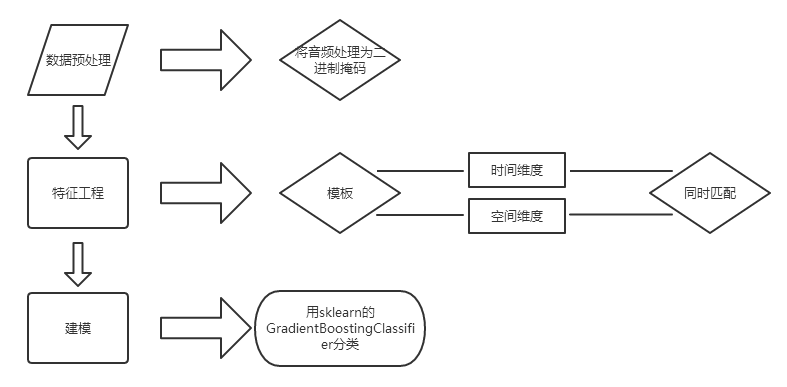 数据预处理
将音频处理为二
进制掩码
特征工程
模板
时间维度
空间维度
同时匹配
建模
用sklearn的
GradientBoostingClassifi
er分类